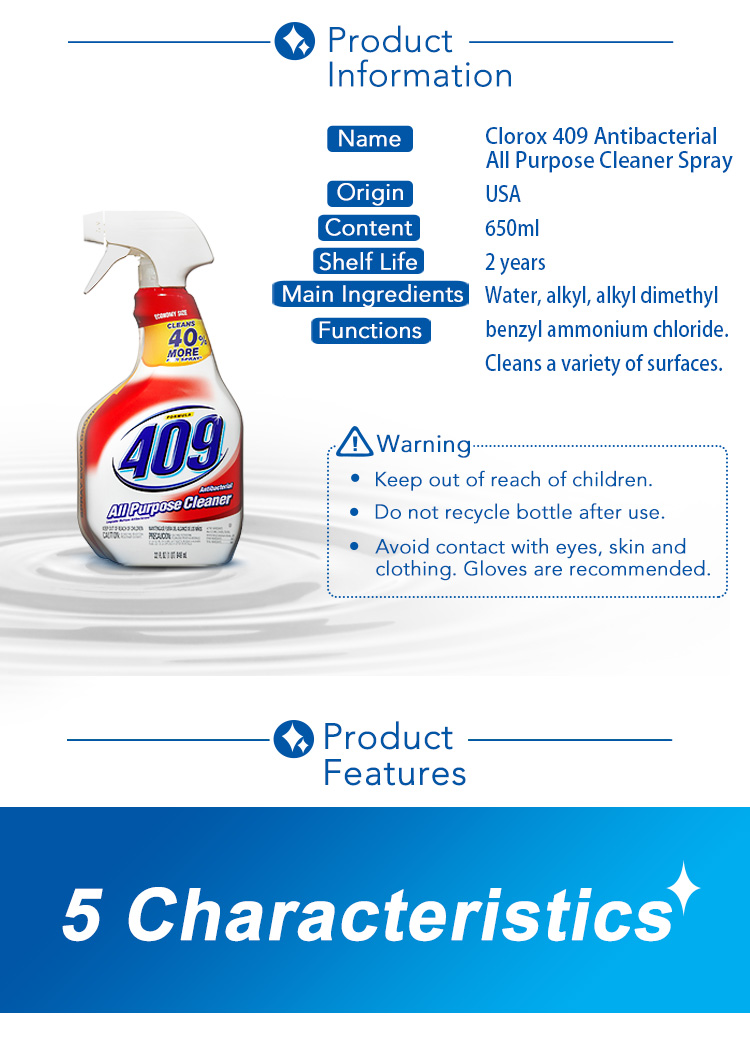 Product
Information
Name
Clorox 409 Antibacterial
All Purpose Cleaner Spray
Origin
USA
Content
650ml
Shelf Life
2 years
Main Ingredients
Water, alkyl, alkyl dimethyl
Functions
benzyl ammonium chloride.
Cleans a variety of surfaces.
ECONOMY SIZE
CLEANS
40%
MORE
FORMULA
409
Antibacterial
All Purpose Cleaner
KEEP OUT OF REACH OF CHILDREN
CAUTION
PRECAUCIÓN
Warning
• Keep out of reach of children.
• Do not recycle bottle after use.
• Avoid contact with eyes, skin and
clothing. Gloves are recommended.
Product
Features
5 Characteristics